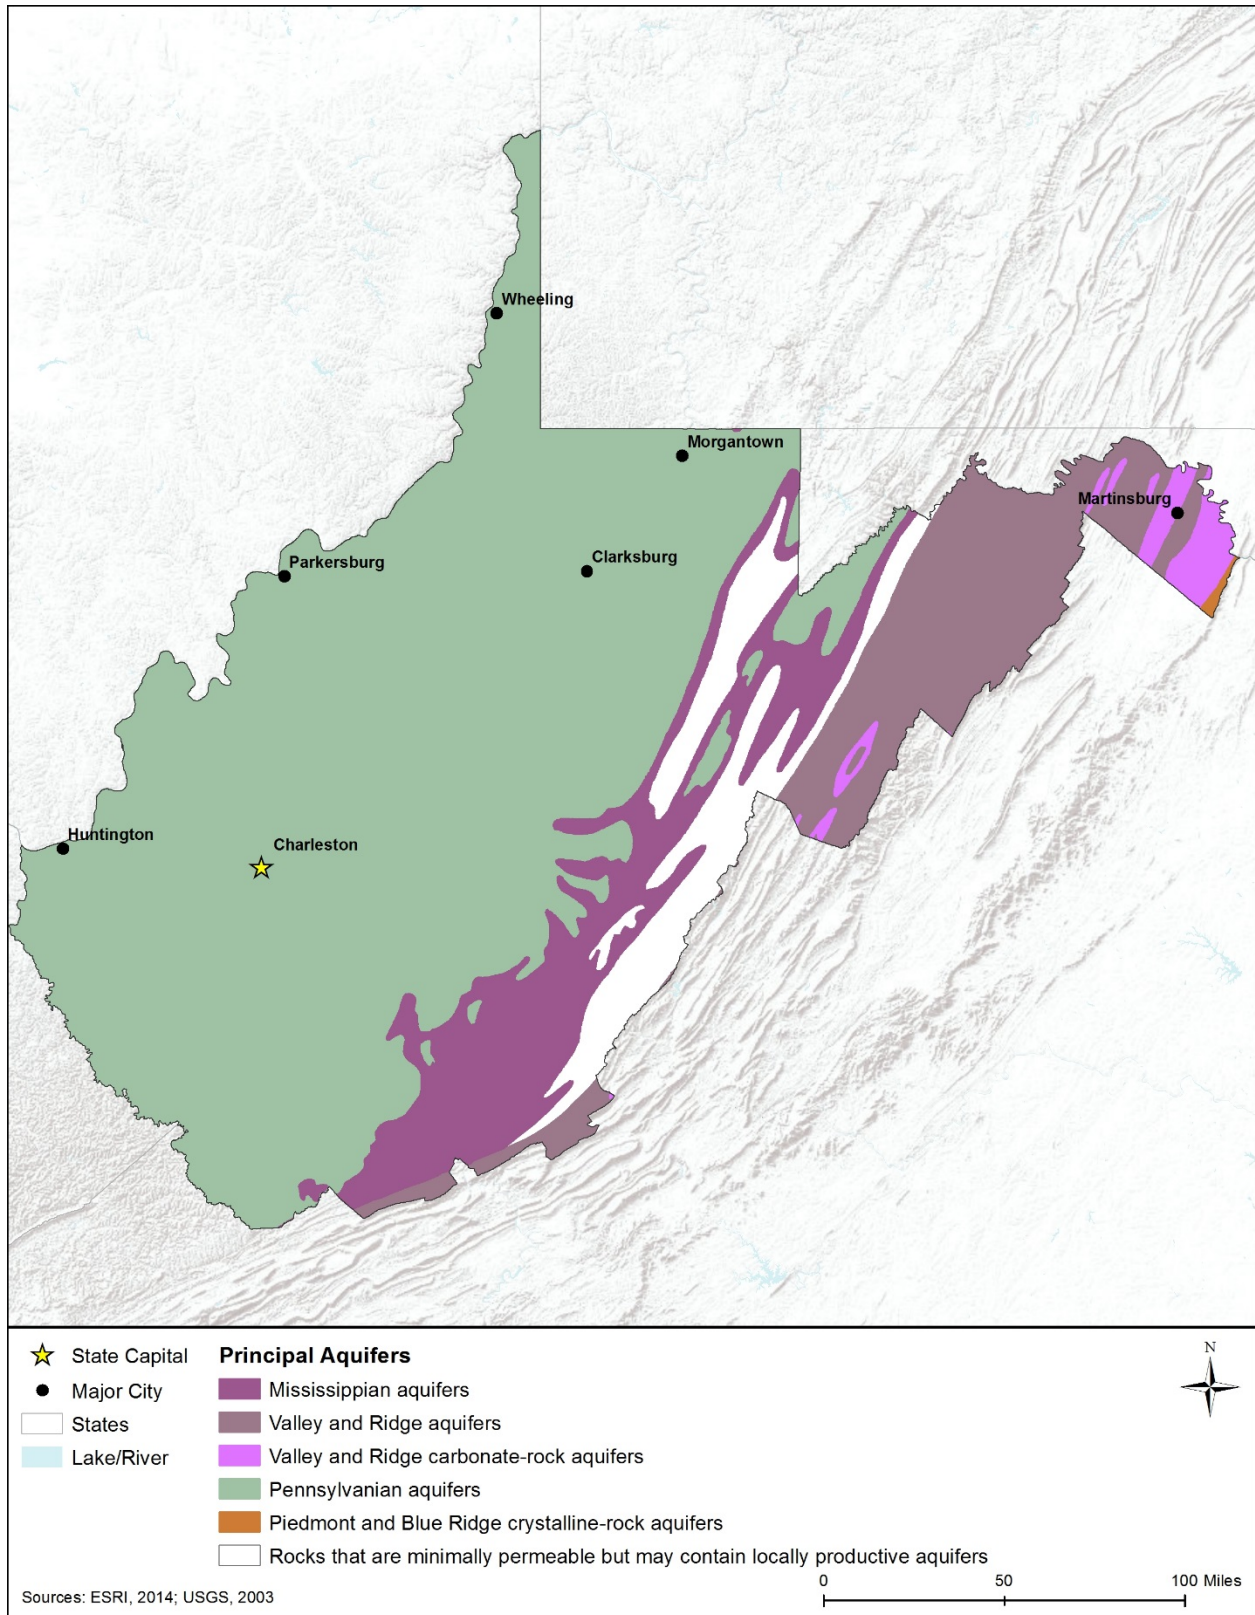 Wheeling
Morgantown
Martinsburg
Clarksburg
Parkersburg
Huntington
Charleston
State Capital
Major City
States
Lake/River
Principal Aquifers
Mississippian aquifers
Valley and Ridge aquifers
Valley and Ridge carbonate-rock aquifers
Pennsylvanian aquifers
Piedmont and Blue Ridge crystalline-rock aquifers
Rocks that are minimally permeable but may contain locally productive aquifers
N
0 50 100 Miles
Sources: ESRI, 2014; USGS, 2003